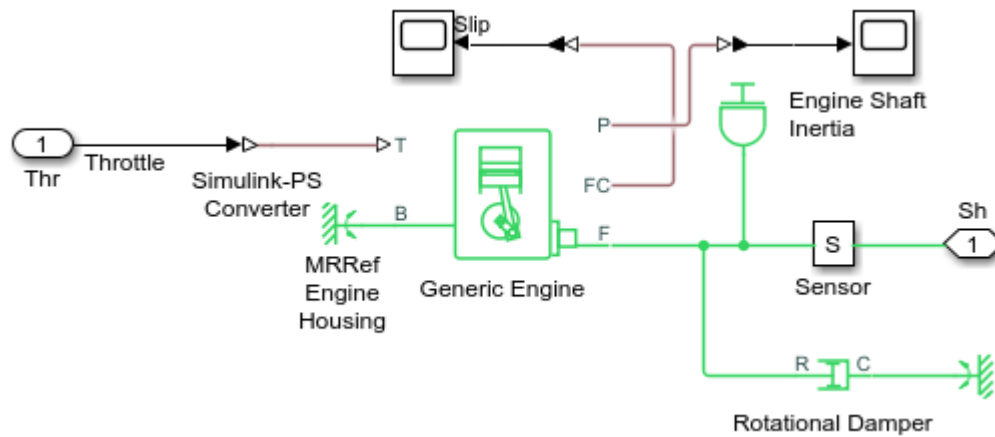 Slip
Engine Shaft
Inertia
P
1
Throttle
T
Thr
Simulink-PS
Converter
FC
B
F
Sh
S
1
MRRef
Engine
Housing
Generic Engine
Sensor
R
C
Rotational Damper